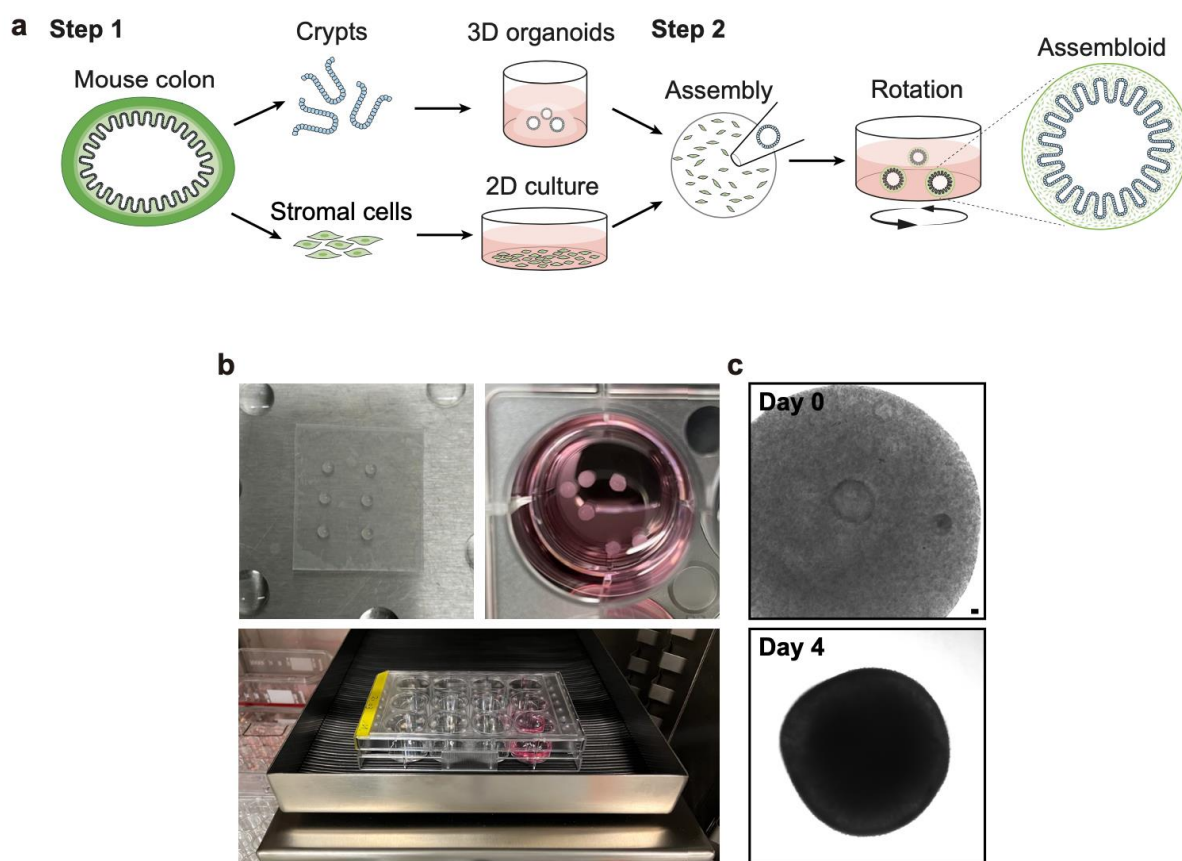 a Step 1
Crypts
3D organoids
Step 2
Assembloid
Mouse colon
Assembly
Rotation
2D culture
Stromal cells
b
c
Day 0
Day 4